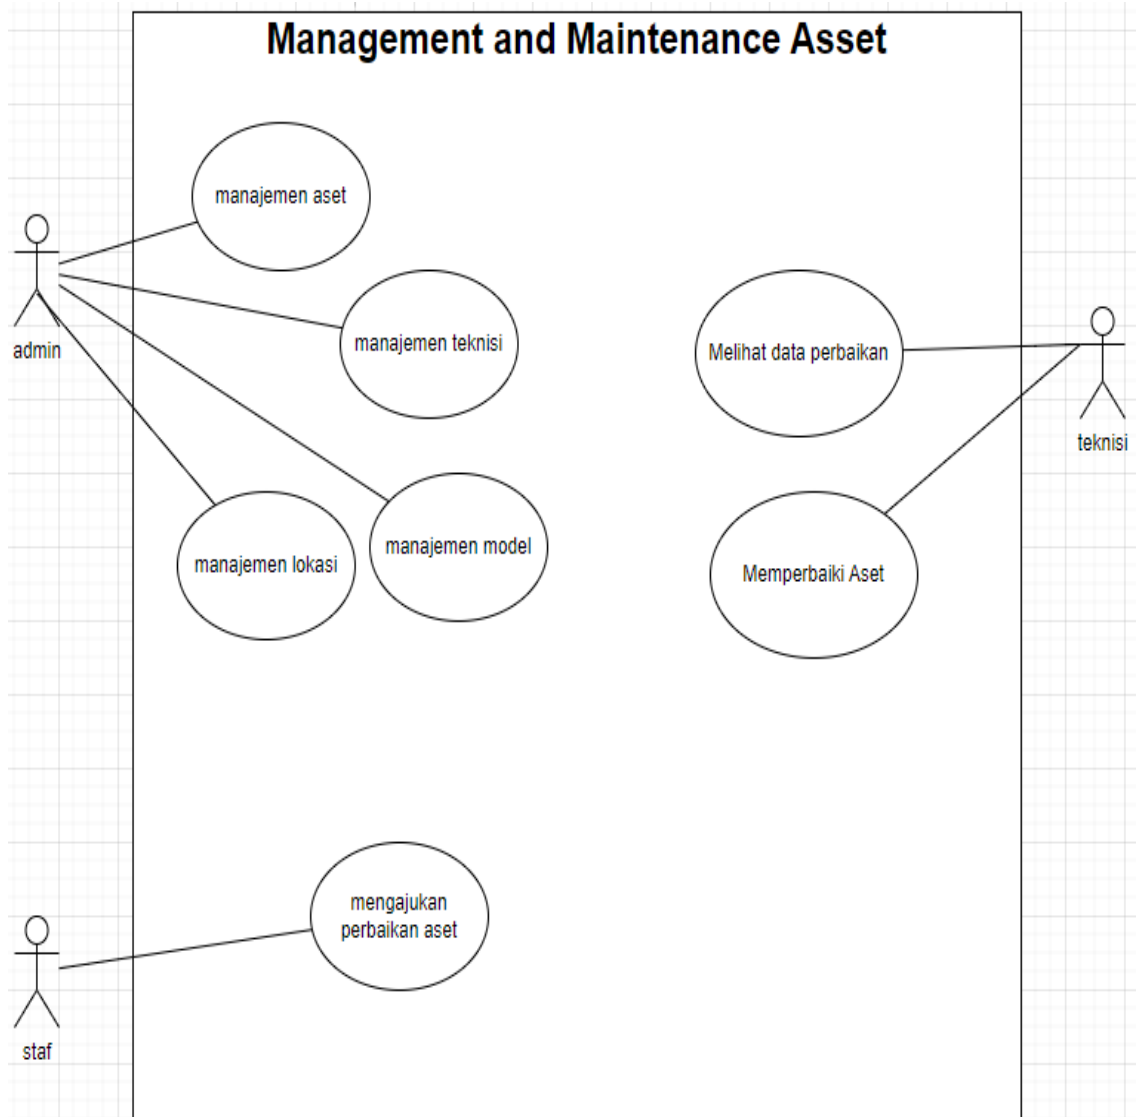 Management and Maintenance Asset
manajemen aset
admin
manajemen teknisi
Melihat data perbaikan
teknisi
manajemen lokasi
manajemen model
Memperbaiki Aset
mengajukan
perbaikan aset
staf